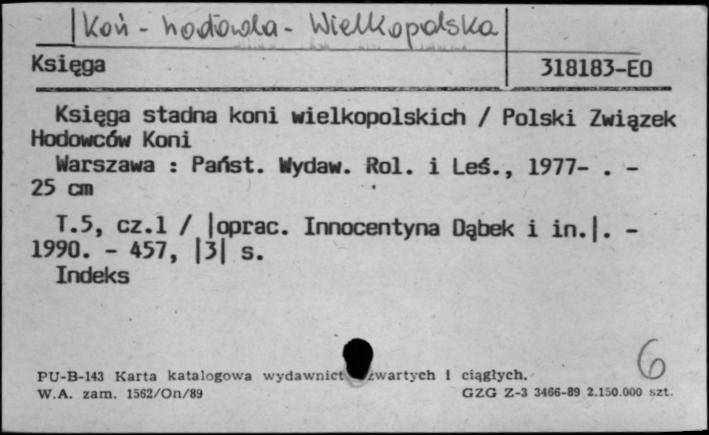 Koń - hodowla - Wielkopolska
Księga 318183-EO
Księga stadna koni wielkopolskich / Polski Związek
Hodowców Koni
Warszawa : Państ. Wydaw. Rol. i Leś., 1977- . -
25 cm
T.5, cz.1 / |oprac. Innocentyna Dąbek i in.|. -
1990. - 457, |3| s.
Indeks
6
PU-B-143 Karta katalogowa wydawnict zwartych i ciągłych.
W.A. zam. 1562/On/89 GZG Z-3 3466-89 2.150.000 szt.